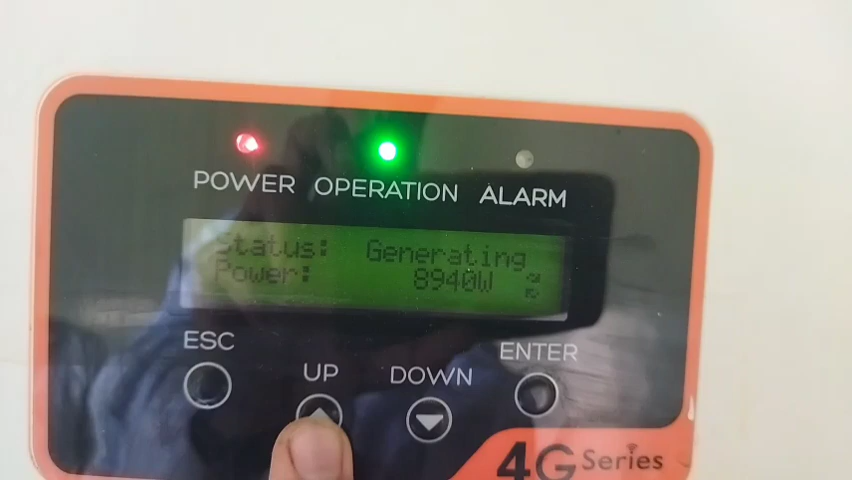 POWER OPERATION ALARM
Status: Generating
Power: 8940W
ESC
UP
DOWN
ENTER
4G Series